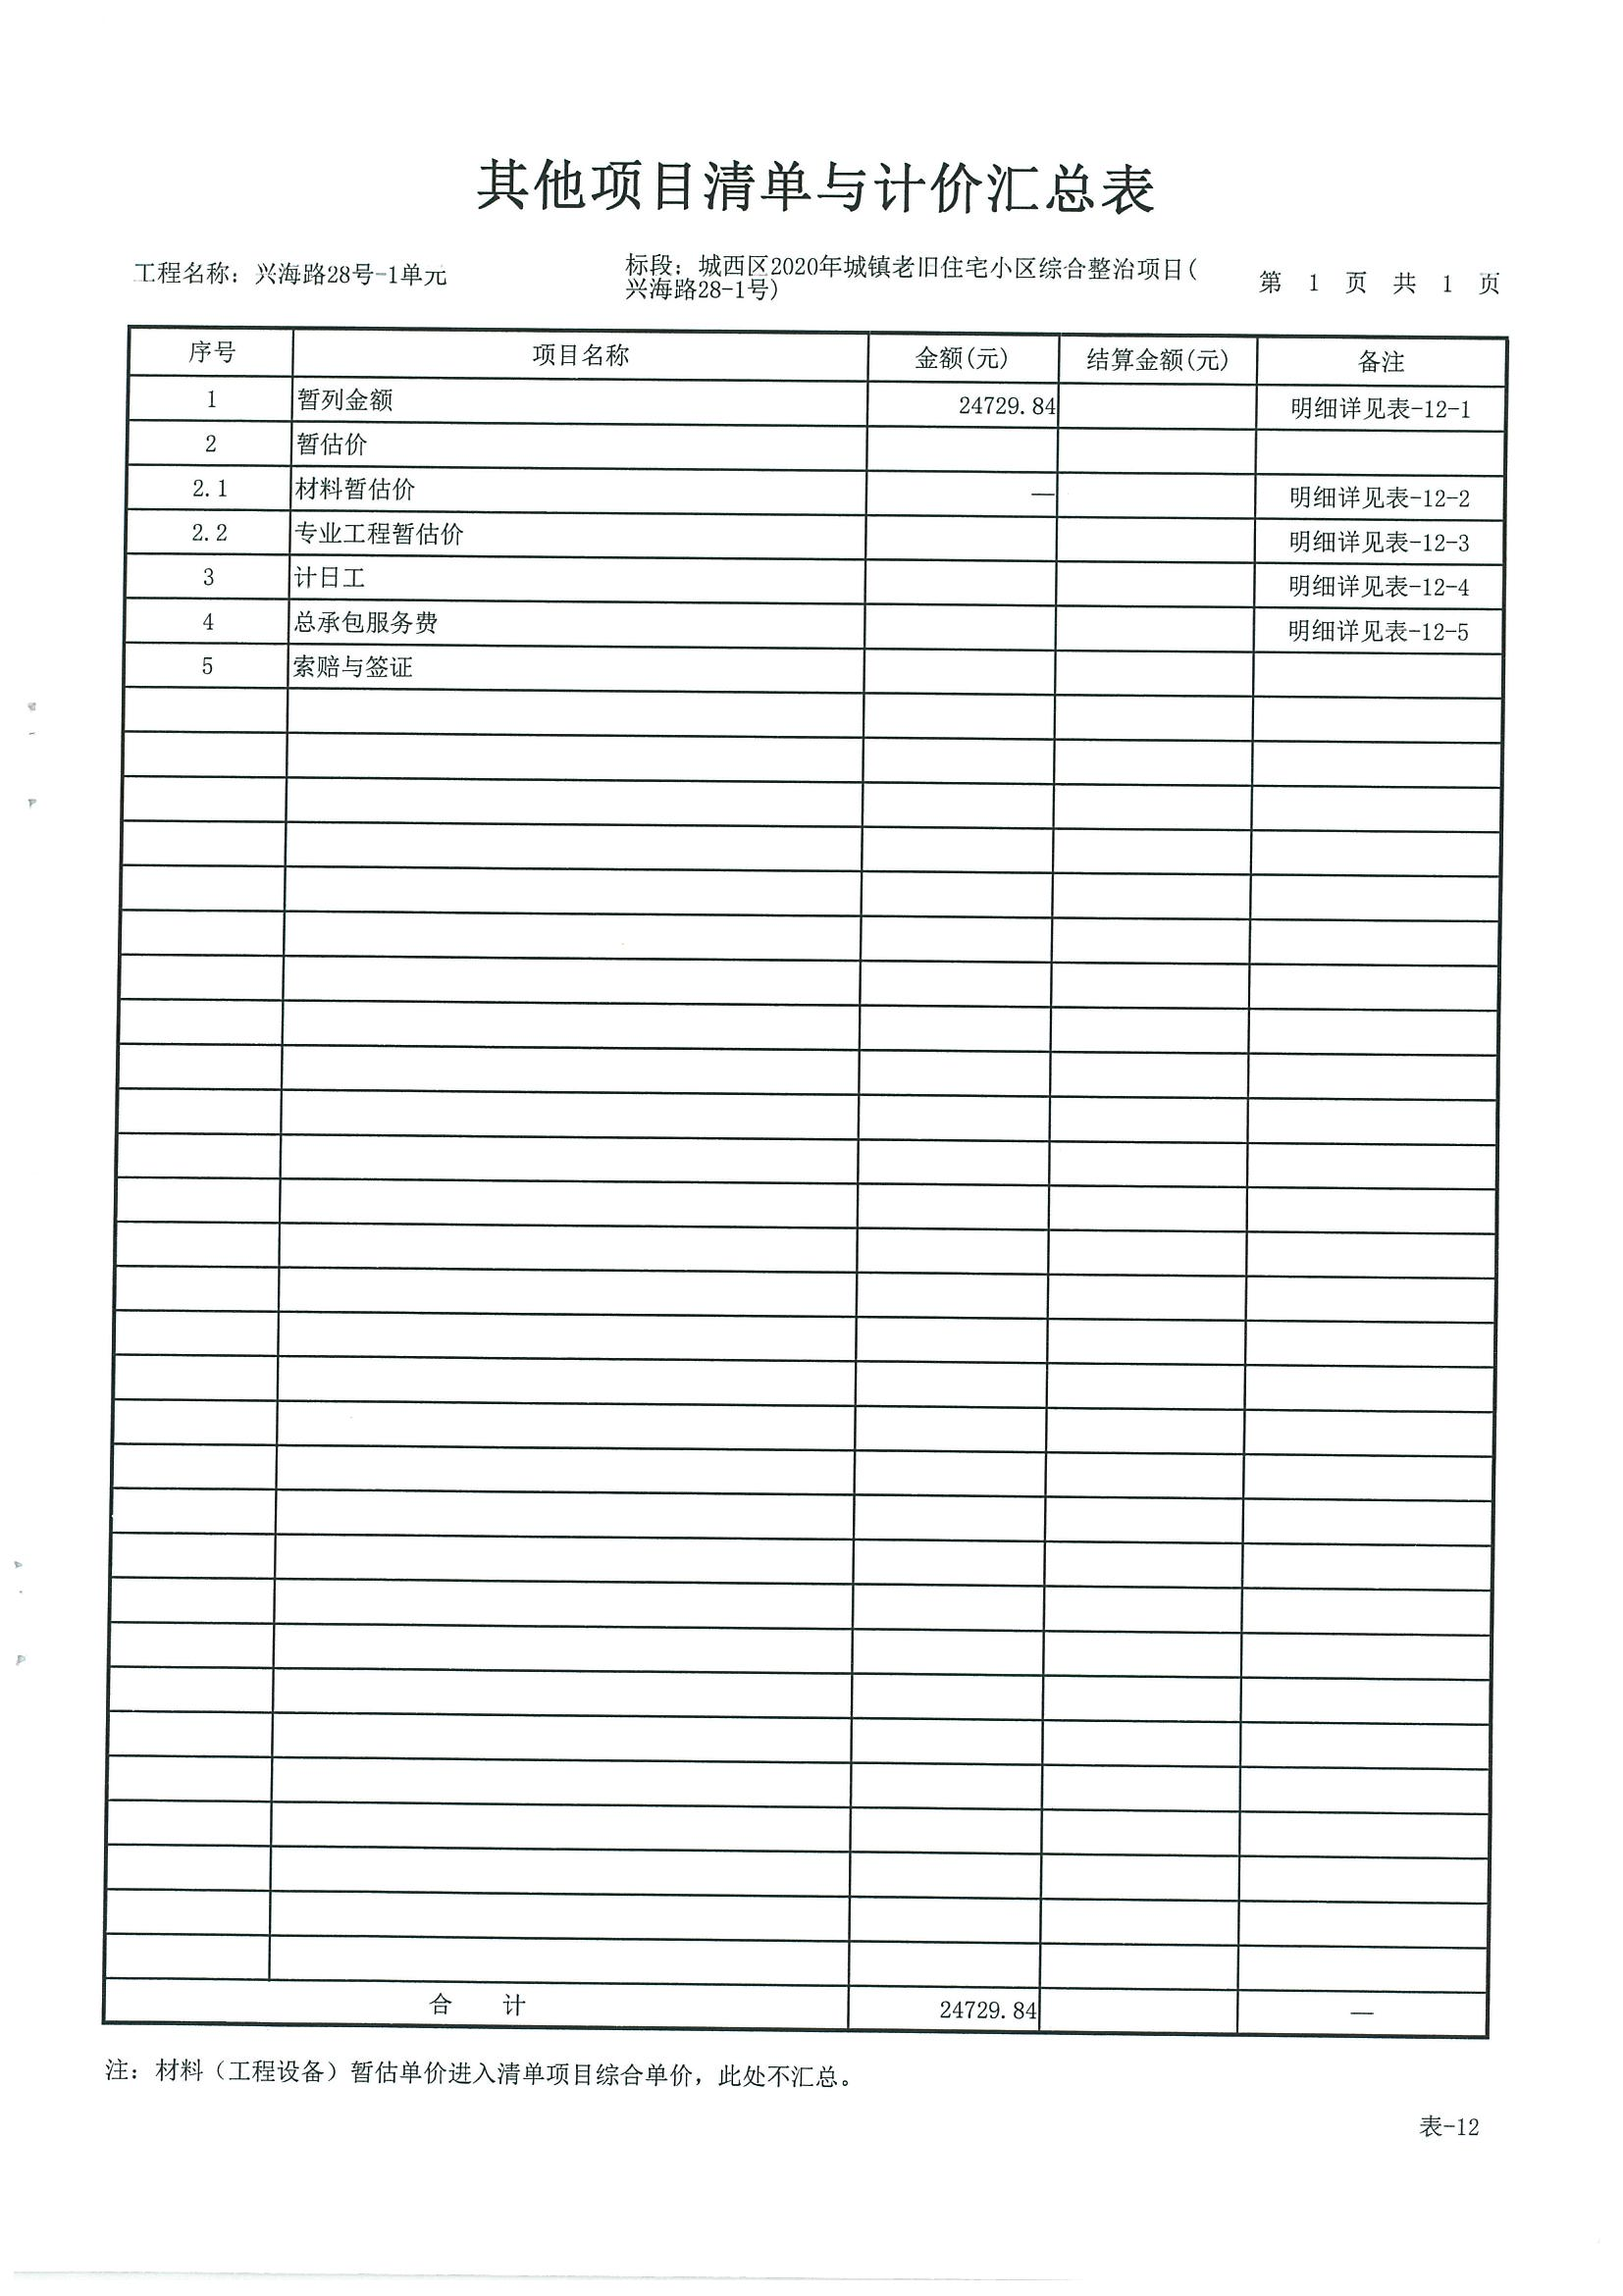 其他项目清单与计价汇总表
工程名称：兴海路28号-1单元 标段：城西区2020年城镇老旧住宅小区综合整治项目( 第 1 页 共 1 页
兴海路28-1号)
序号 项目名称 金额(元) 结算金额(元) 备注
1 暂列金额 24729.84 明细详见表-12-1
2 暂估价
2.1 材料暂估价 — 明细详见表-12-2
2.2 专业工程暂估价 明细详见表-12-3
3 计日工 明细详见表-12-4
4 总承包服务费 明细详见表-12-5
5 索赔与签证
合 计 24729.84 —
注：材料（工程设备）暂估单价进入清单项目综合单价，此处不汇总。
表-12